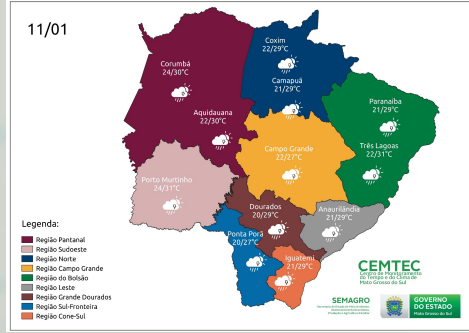 11/01
Coxim
22/29°C
Corumbá
24/30°C
Camapuã
21/29°C
Paranaíba
21/29°C
Aquidauana
22/30°C
Campo Grande
22/27°C
Três Lagoas
22/31°C
Porto Murtinho
24/31°C
Dourados
20/29°C
Anaurilândia
21/29°C
Ponta Porã
20/27°C
Iguatemi
21/29°C
Legenda:
Região Pantanal
Região Sudoeste
Região Norte
Região Campo Grande
Região do Bolsão
Região Leste
Região Grande Dourados
Região Sul-Fronteira
Região Cone-Sul
CEMTEC
Centro de Monitoramento
do Tempo e do Clima de
Mato Grosso do Sul
SEMAGRO
GOVERNO
DO ESTADO
Mato Grosso do Sul